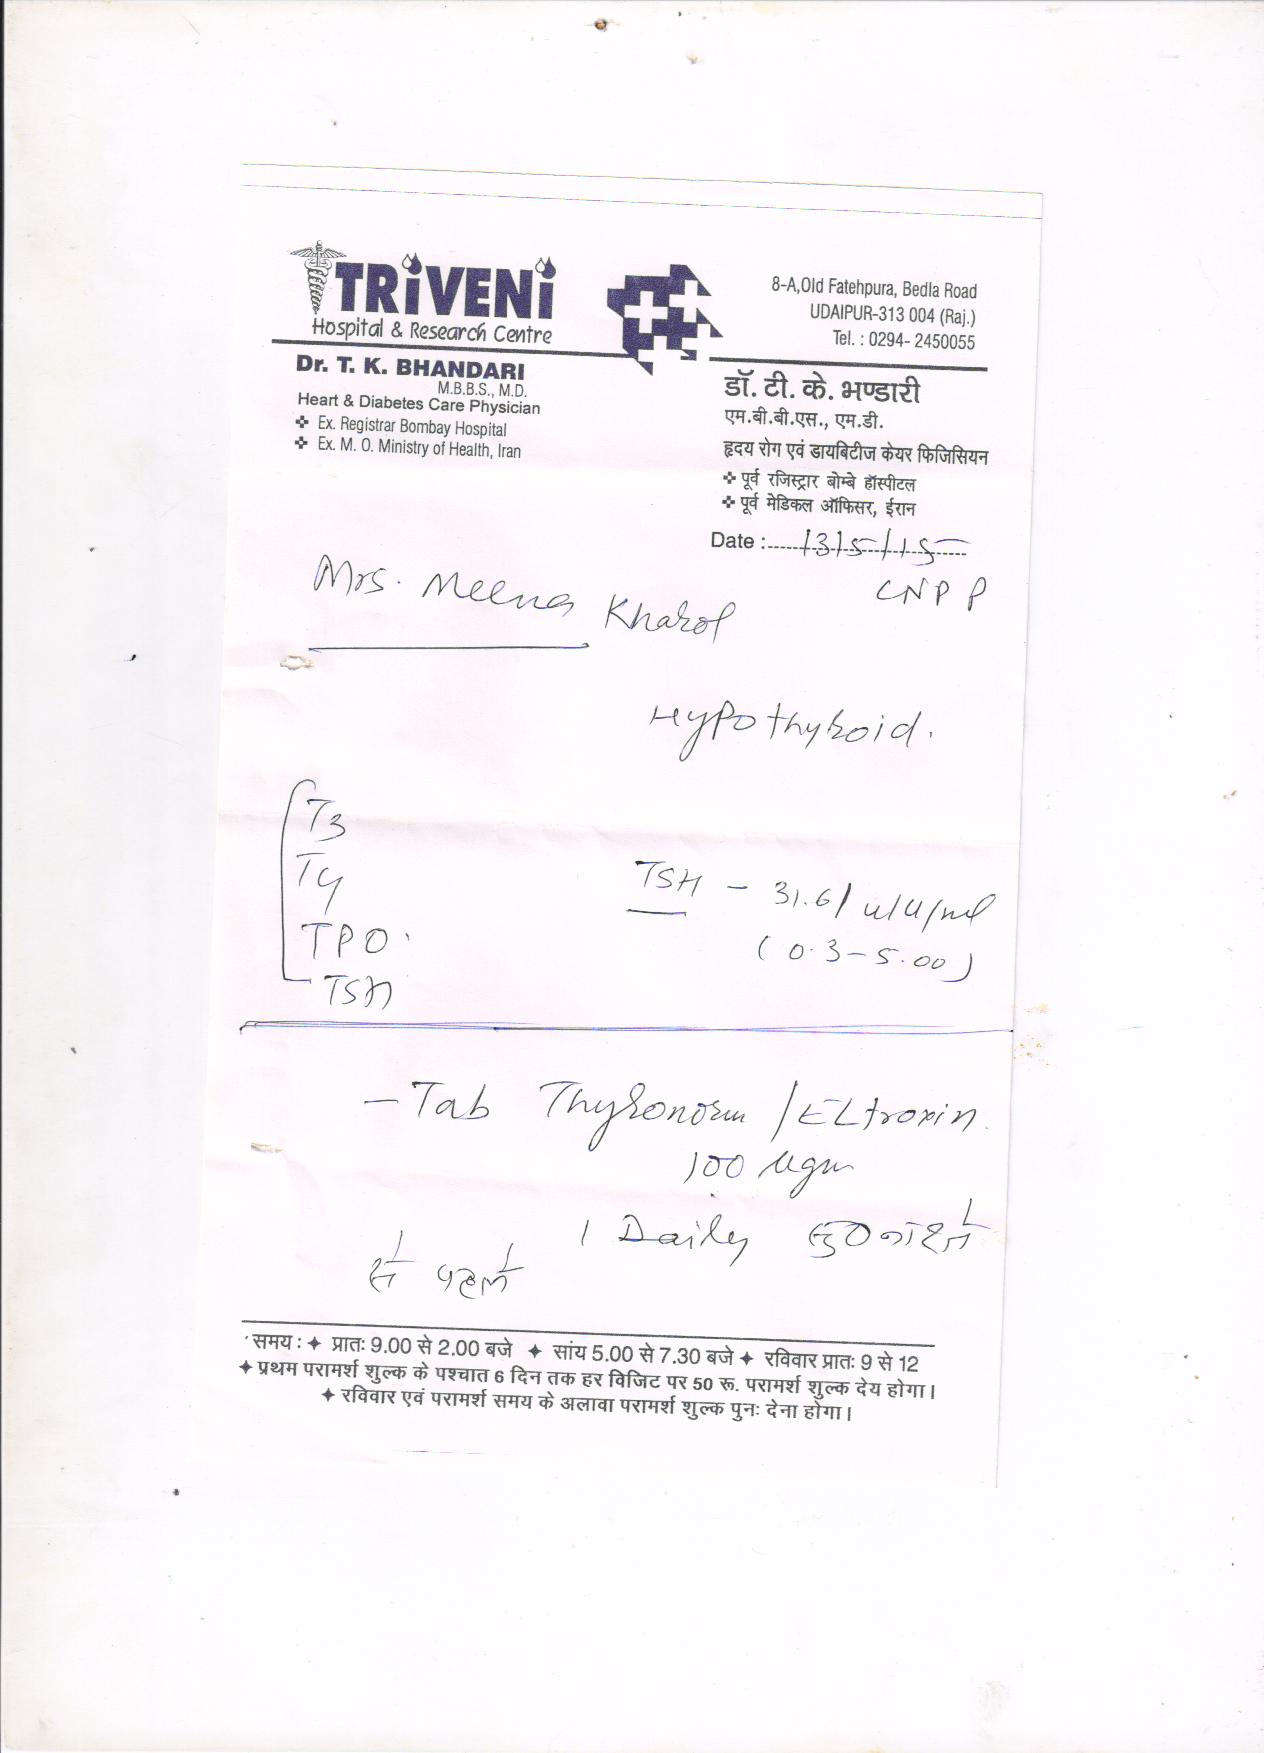 TRiVENi
Hospital & Research Centre
8-A,Old Fatehpura, Bedla Road
UDAIPUR-313 004 (Raj.)
Tel. : 0294- 2450055
Dr. T. K. BHANDARI
M.B.B.S., M.D.
Heart & Diabetes Care Physician
❖ Ex. Registrar Bombay Hospital
❖ Ex. M. O. Ministry of Health, Iran
डॉ. टी. के. भण्डारी
एम.बी.बी.एस., एम.डी.
हृदय रोग एवं डायबिटीज केयर फिजिसियन
❖ पूर्व रजिस्ट्रार बोम्बे हॉस्पीटल
❖ पूर्व मेडिकल ऑफिसर, ईरान
Date : 13/5/15
Mrs. Meena Kharol
Hypothyroid.
T3
T4
TPO
TSH
TSH - 31.61 uIU/ml
(0.3-5.00)
- Tab Thyronorm / ELtroxin.
100 ugm
1 Daily
से पहले
समय : ✦ प्रातः 9.00 से 2.00 बजे ✦ सांय 5.00 से 7.30 बजे ✦ रविवार प्रातः 9 से 12
✦ प्रथम परामर्श शुल्क के पश्चात 6 दिन तक हर विजिट पर 50 रू. परामर्श शुल्क देय होगा।
✦ रविवार एवं परामर्श समय के अलावा परामर्श शुल्क पुनः देना होगा।